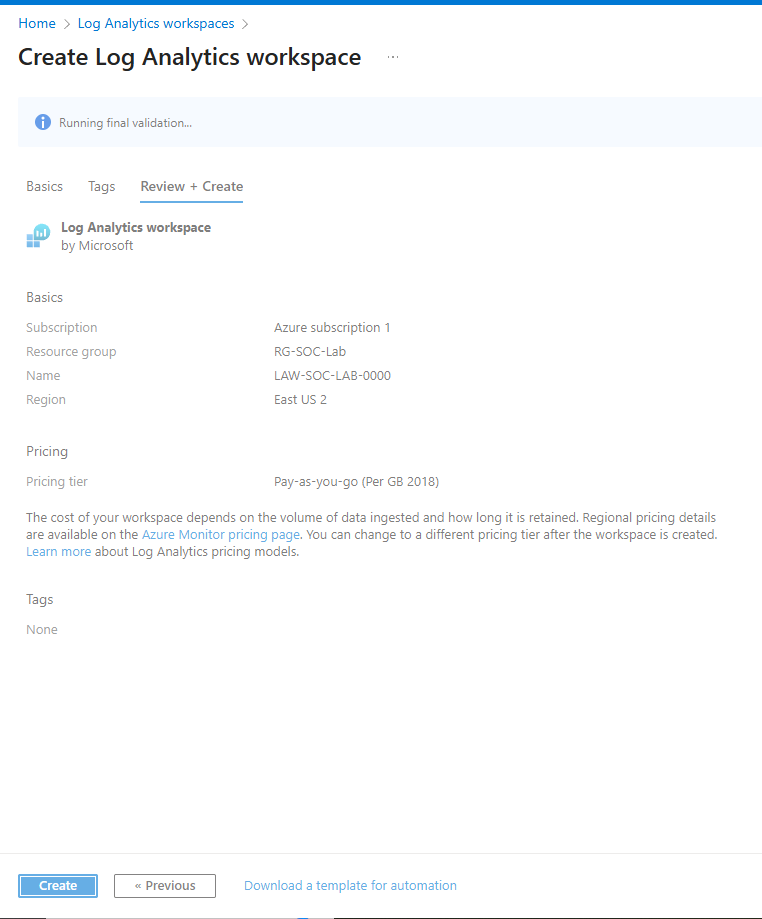 Home > Log Analytics workspaces >
Create Log Analytics workspace ...
Running final validation...
Basics Tags Review + Create
Log Analytics workspace
by Microsoft
Basics
Subscription Azure subscription 1
Resource group RG-SOC-Lab
Name LAW-SOC-LAB-0000
Region East US 2
Pricing
Pricing tier Pay-as-you-go (Per GB 2018)
The cost of your workspace depends on the volume of data ingested and how long it is retained. Regional pricing details
are available on the Azure Monitor pricing page. You can change to a different pricing tier after the workspace is created.
Learn more about Log Analytics pricing models.
Tags
None
Create « Previous Download a template for automation